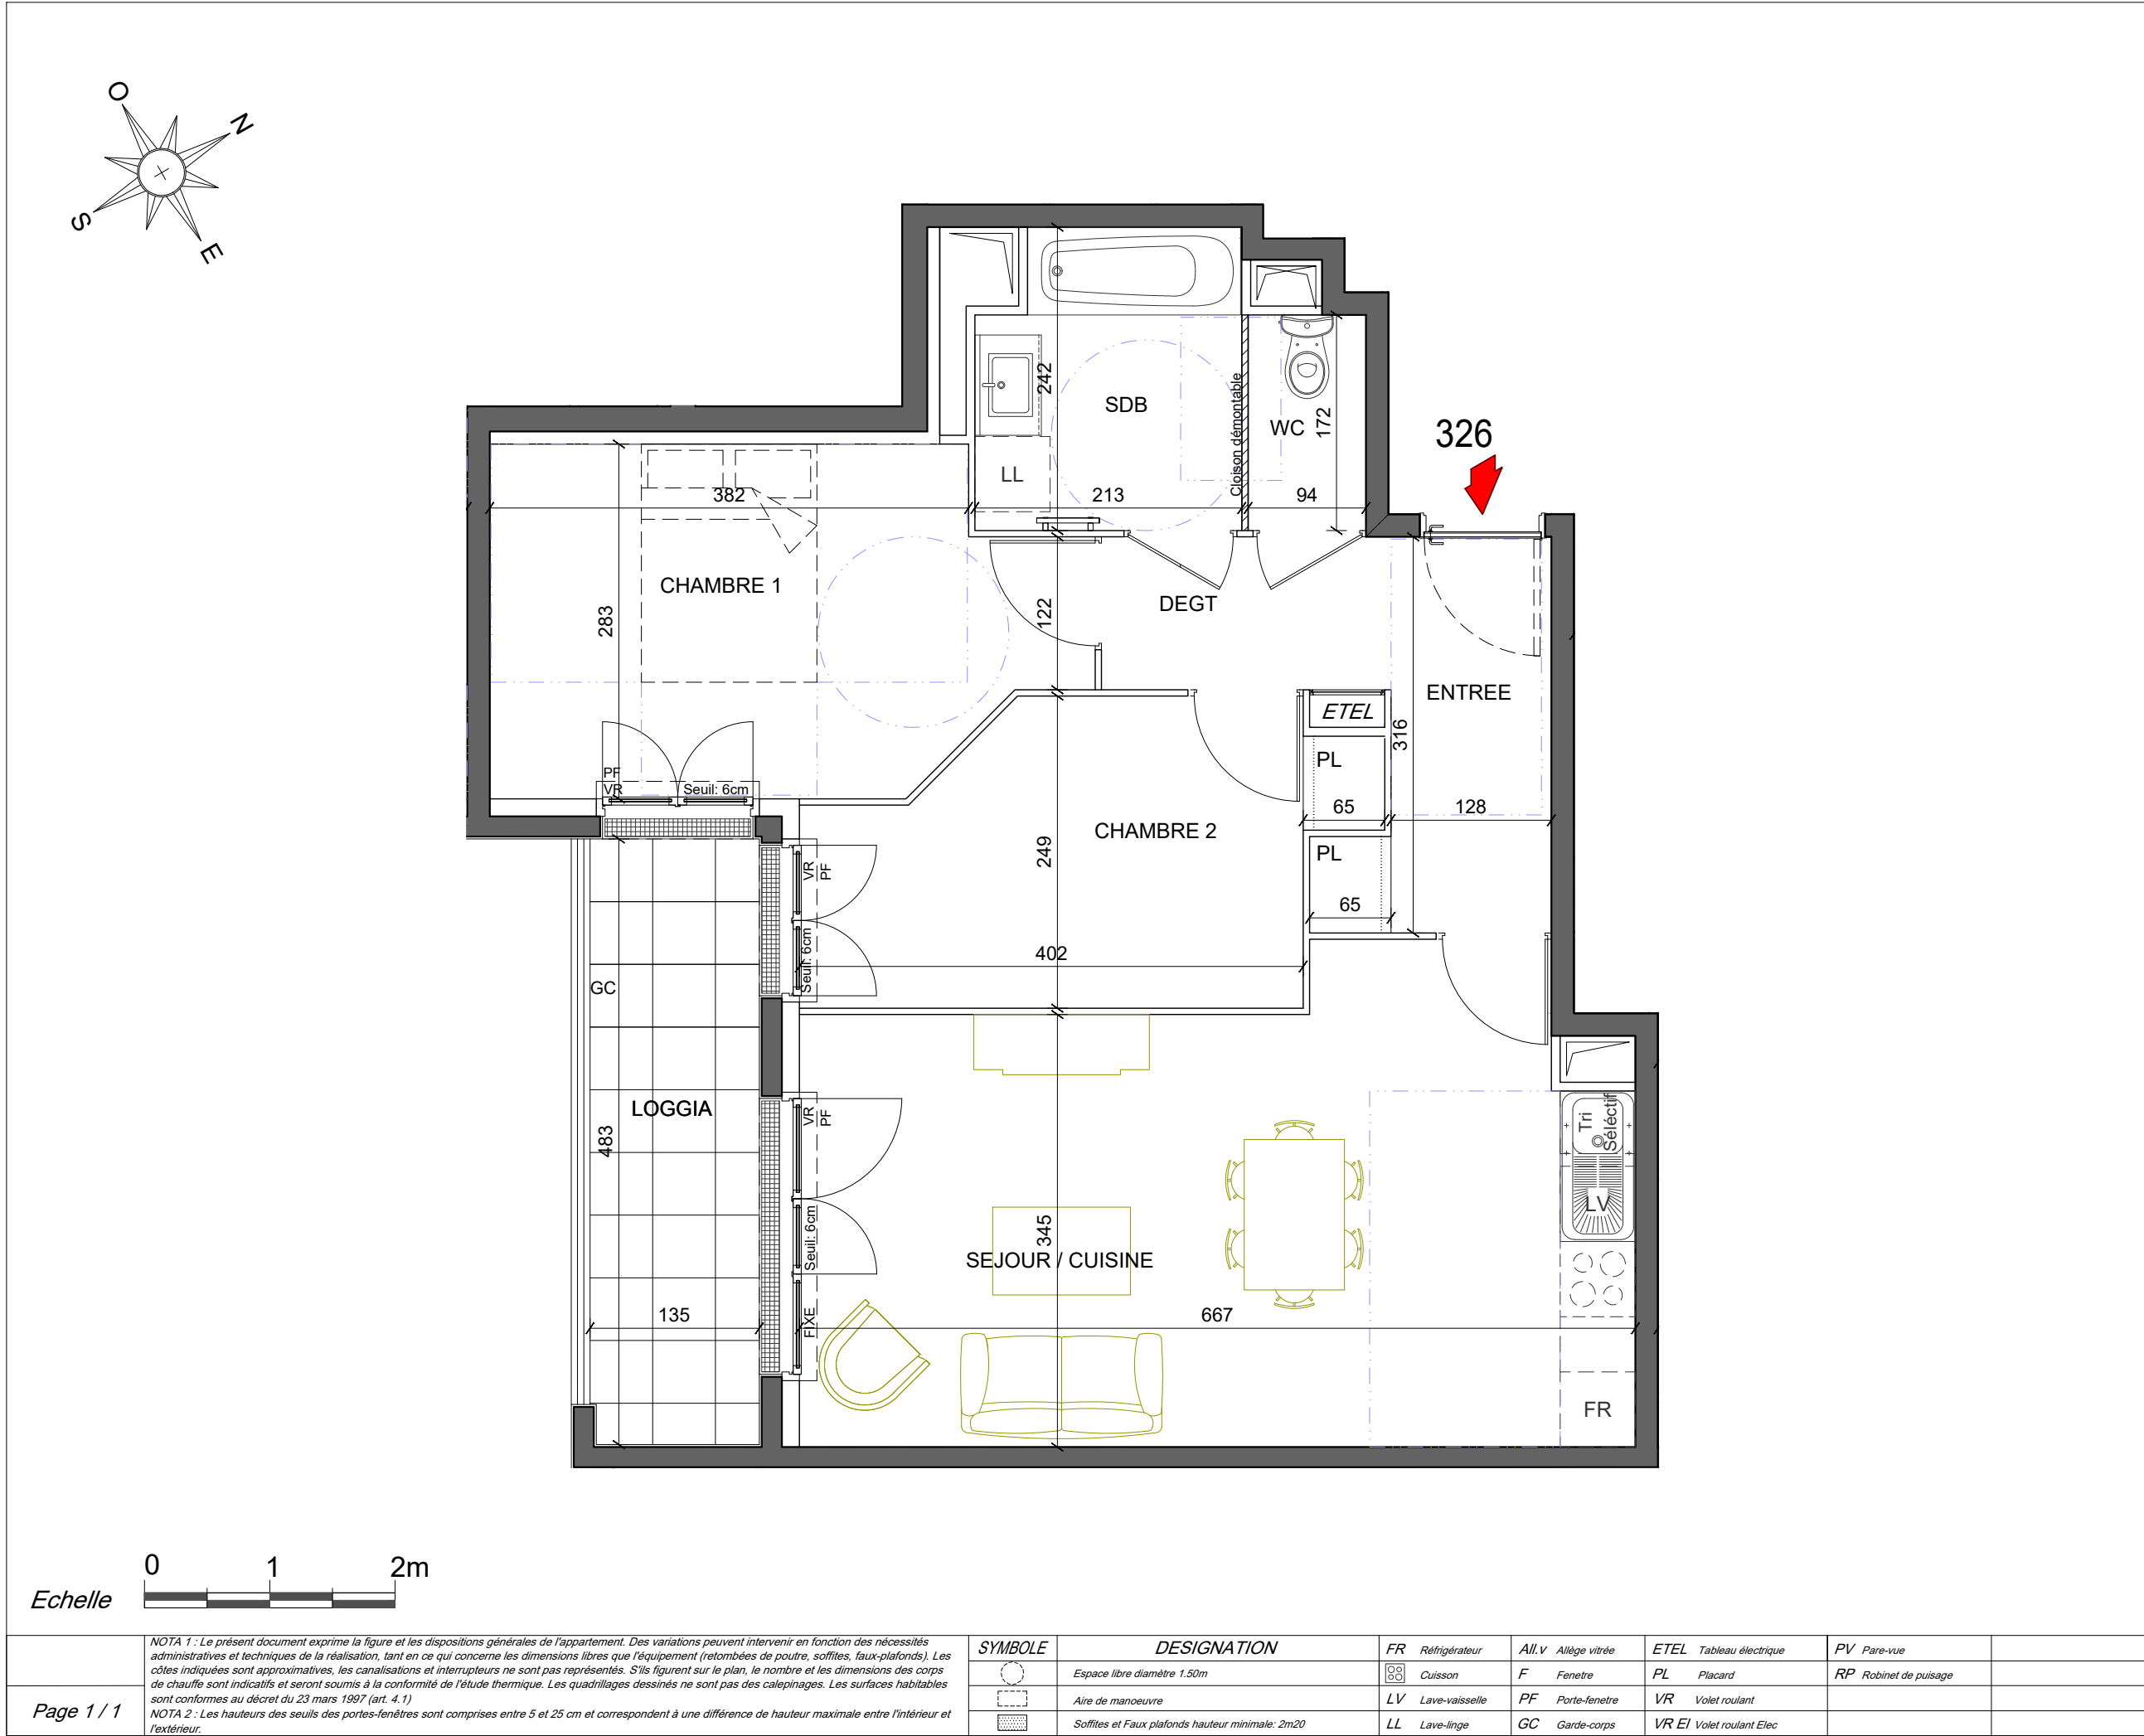 O
N
S
E
326
SDB
242
Cloison démontable
WC
172
LL
382
213
94
CHAMBRE 1
283
122
DEGT
ENTREE
ETEL
316
PL
65
128
PF
VR
Seuil: 6cm
CHAMBRE 2
249
PL
65
VR
PF
Seuil: 6cm
402
GC
LOGGIA
483
VR
PF
Seuil: 6cm
FIXE
135
345
SEJOUR / CUISINE
667
Tri
Séléctif
LV
FR
0 1 2m
Echelle
Page 1 / 1
NOTA 1 : Le présent document exprime la figure et les dispositions générales de l'appartement. Des variations peuvent intervenir en fonction des nécessités
administratives et techniques de la réalisation, tant en ce qui concerne les dimensions libres que l'équipement (retombées de poutre, soffites, faux-plafonds). Les
côtes indiquées sont approximatives, les canalisations et interrupteurs ne sont pas représentés. S'ils figurent sur le plan, le nombre et les dimensions des corps
de chauffe sont indicatifs et seront soumis à la conformité de l'étude thermique. Les quadrillages dessinés ne sont pas des calepinages. Les surfaces habitables
sont conformes au décret du 23 mars 1997 (art. 4.1)
NOTA 2 : Les hauteurs des seuils des portes-fenêtres sont comprises entre 5 et 25 cm et correspondent à une différence de hauteur maximale entre l'intérieur et
l'extérieur.
SYMBOLE DESIGNATION
Espace libre diamètre 1.50m
Aire de manoeuvre
Soffites et Faux plafonds hauteur minimale: 2m20
FR Réfrigérateur
Cuisson
LV Lave-vaisselle
LL Lave-linge
All.v Allège vitrée
F Fenetre
PF Porte-fenetre
GC Garde-corps
ETEL Tableau électrique
PL Placard
VR Volet roulant
VR El Volet roulant Elec
PV Pare-vue
RP Robinet de puisage